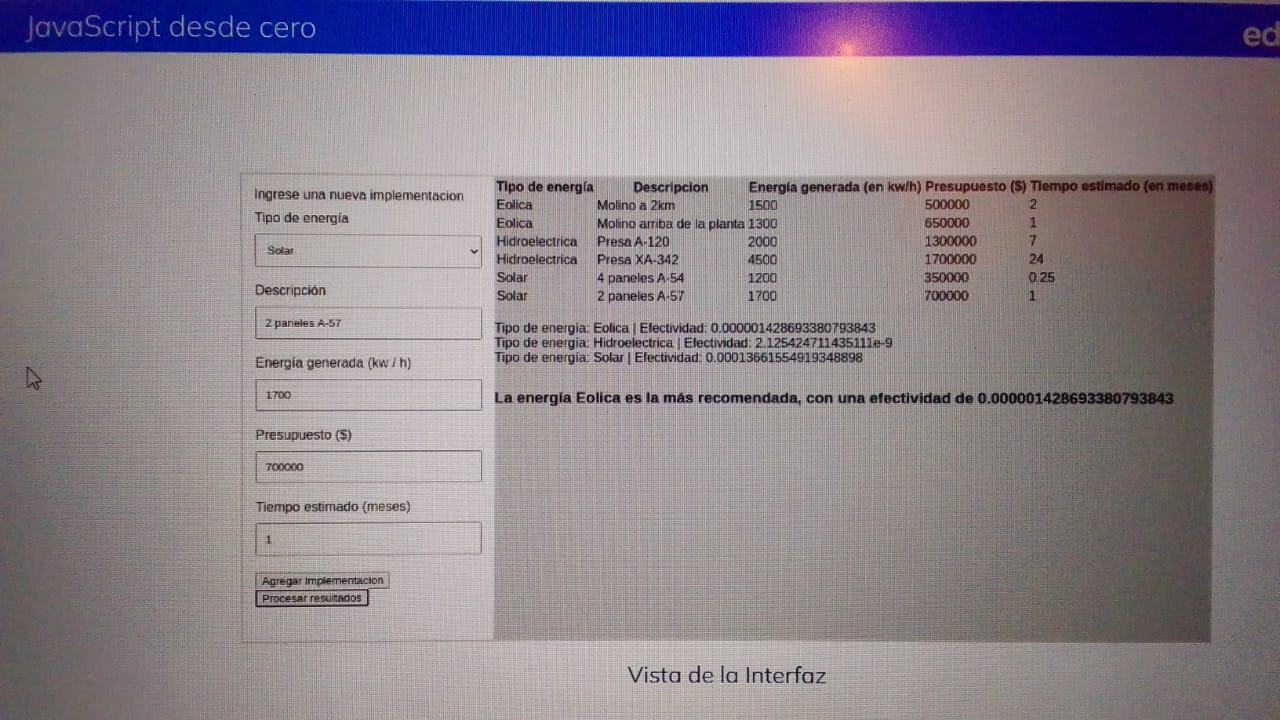 JavaScript desde cero
ed
Ingrese una nueva implementacion
Tipo de energía
Solar
Descripción
2 paneles A-57
Energía generada (kw / h)
1700
Presupuesto ($)
700000
Tiempo estimado (meses)
1
Agregar Implementacion
Procesar resultados
Tipo de energía Descripcion Energía generada (en kw/h) Presupuesto ($) Tiempo estimado (en meses)
Eolica Molino a 2km 1500 500000 2
Eolica Molino arriba de la planta 1300 650000 1
Hidroelectrica Presa A-120 2000 1300000 7
Hidroelectrica Presa XA-342 4500 1700000 24
Solar 4 paneles A-54 1200 350000 0.25
Solar 2 paneles A-57 1700 700000 1
Tipo de energia: Eolica | Efectividad: 0.000001428693380793843
Tipo de energia: Hidroelectrica | Efectividad: 2.125424711435111e-9
Tipo de energia: Solar | Efectividad: 0.00013661554919348898
La energía Eolica es la más recomendada, con una efectividad de 0.000001428693380793843
Vista de la Interfaz